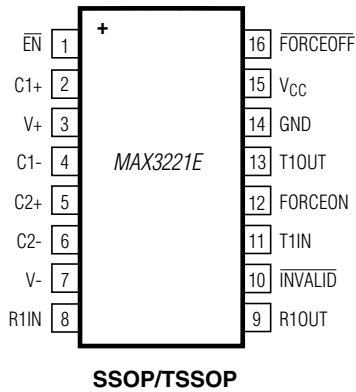 +
EN 1 16 FORCEOFF
C1+ 2 15 VCC
V+ 3 14 GND
C1- 4 MAX3221E 13 T1OUT
C2+ 5 12 FORCEON
C2- 6 11 T1IN
V- 7 10 INVALID
R1IN 8 9 R1OUT
SSOP/TSSOP